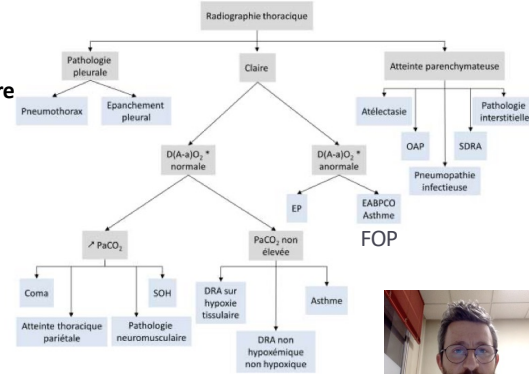 Radiographie thoracique
Pathologie
pleurale
Claire
Atteinte parenchymateuse
re
Pneumothorax
Epanchement
pleural
Atélectasie
Pathologie
interstitielle
OAP
SDRA
Pneumopathie
infectieuse
D(A-a)O₂ *
normale
D(A-a)O₂ *
anormale
EP
EABPCO
Asthme
FOP
↗ PaCO₂
PaCO₂ non
élevée
Coma
SOH
Atteinte thoracique
pariétale
Pathologie
neuromusculaire
DRA sur
hypoxie
tissulaire
Asthme
DRA non
hypoxémique
non hypoxique